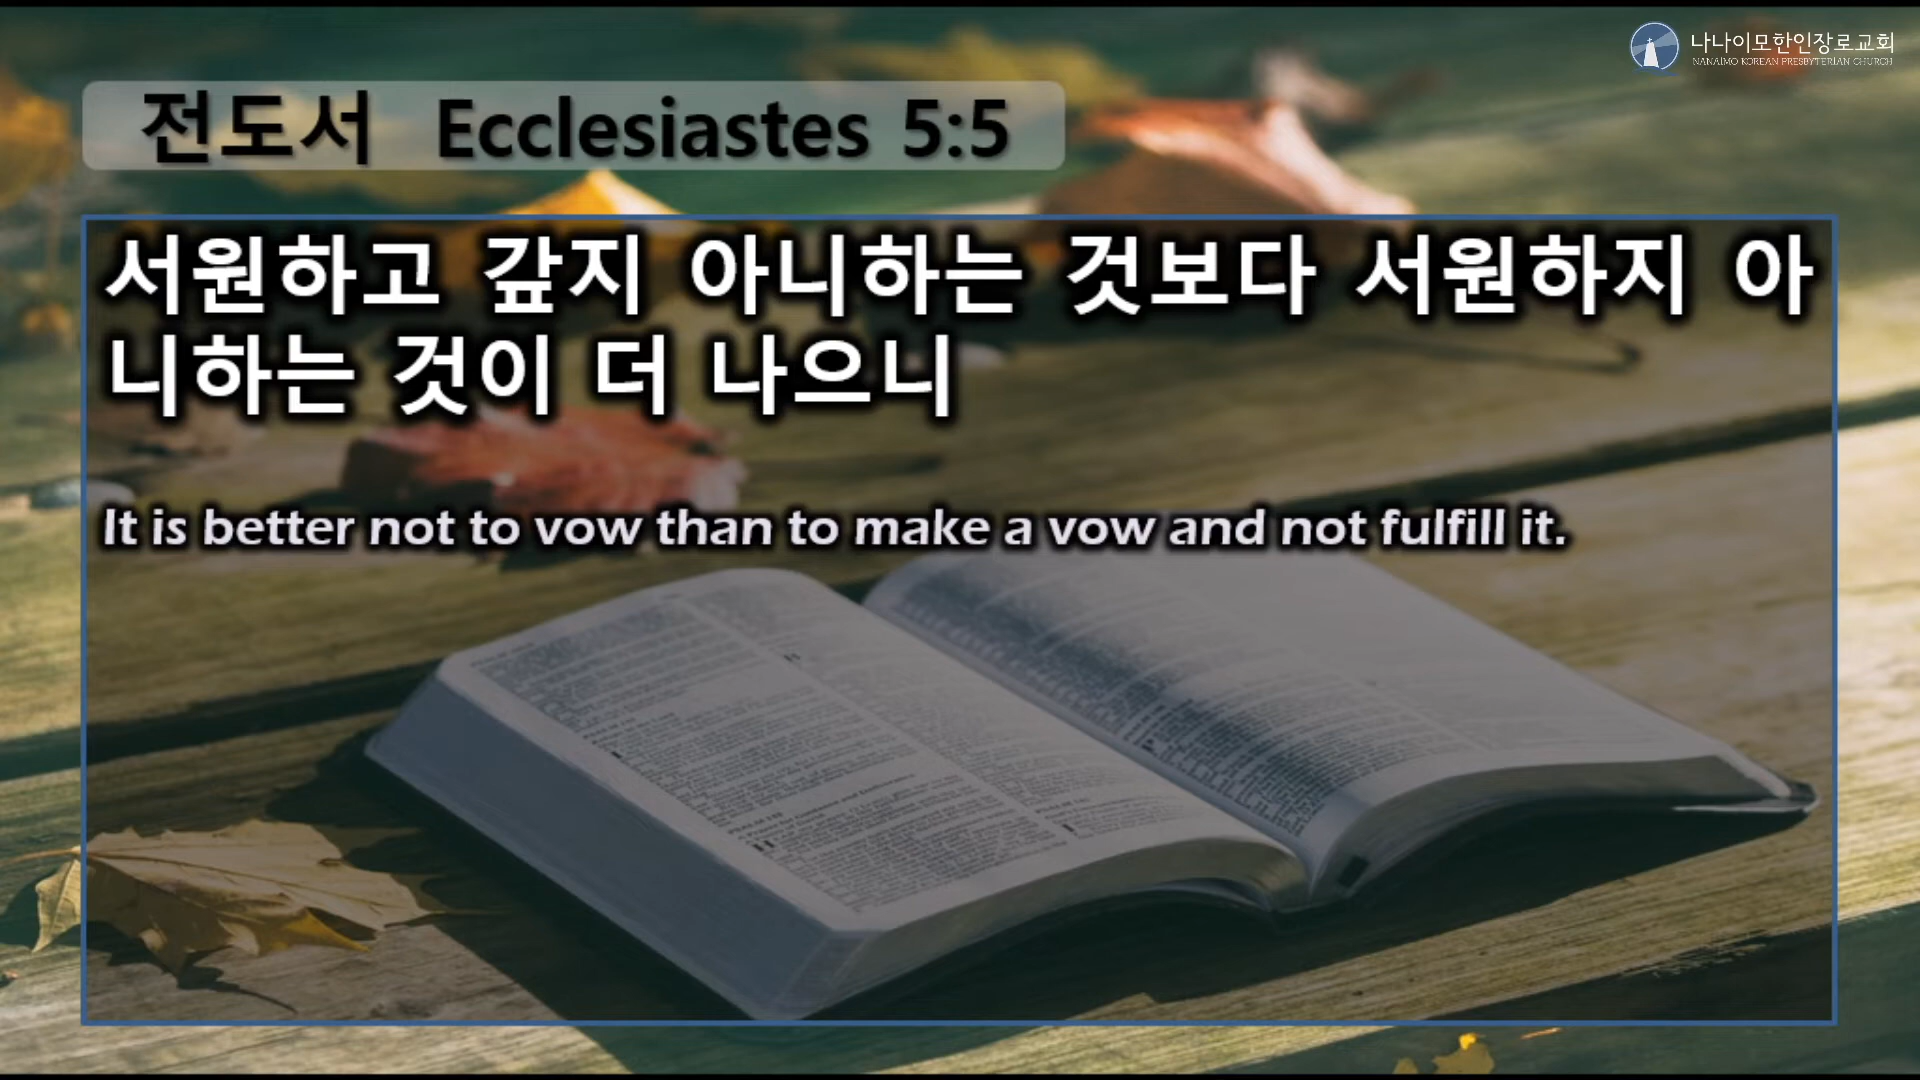 나나이모한인장로교회
NANAIMO KOREAN PRESBYTERIAN CHURCH
전도서 Ecclesiastes 5:5
서원하고 갚지 아니하는 것보다 서원하지 아
니하는 것이 더 나으니
It is better not to vow than to make a vow and not fulfill it.